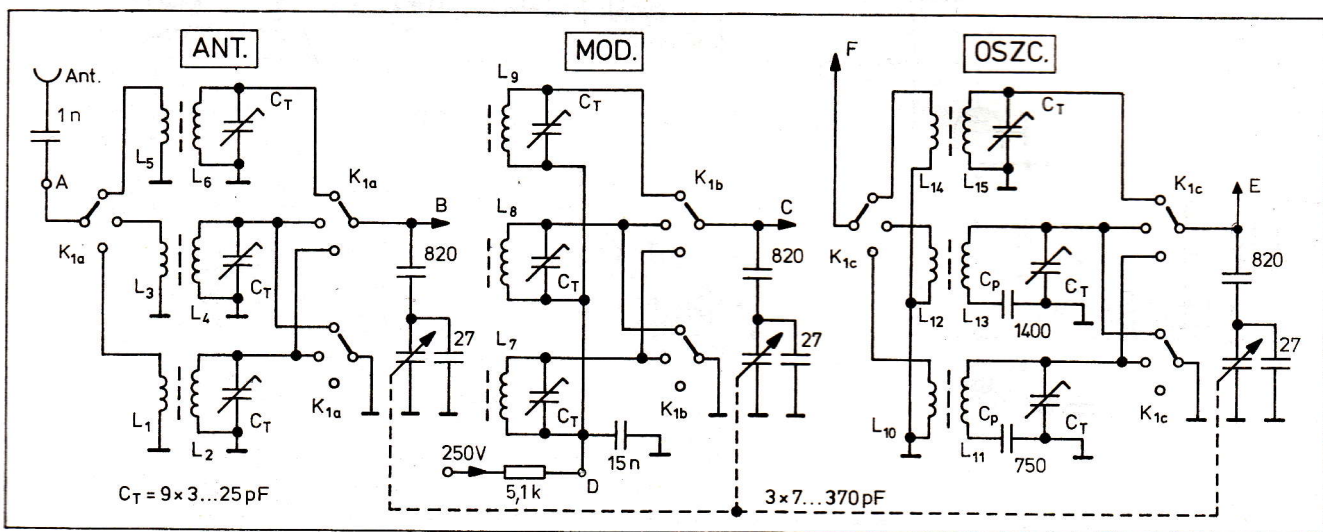 ANT.
MOD.
OSZC.
Ant.
1n
A
L5
L6
CT
K1a
B
820
27
K1a
L3
L4
CT
K1a
L1
L2
CT
CT = 9×3...25 pF
L9
CT
K1b
C
820
27
L8
CT
L7
CT
K1b
15n
250V
5,1k
D
F
L14
L15
CT
K1c
E
820
27
K1c
L12
L13
CP
1400
CT
L10
L11
CP
750
CT
K1c
3×7...370 pF